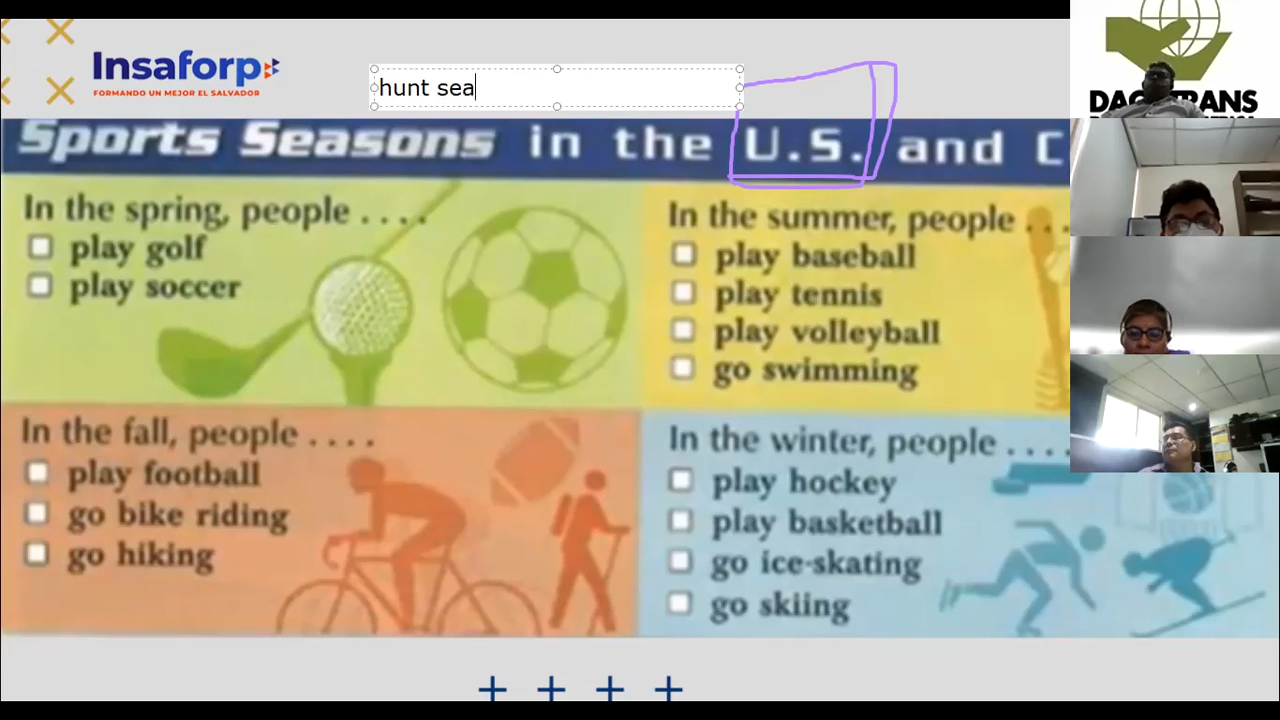 Insaforp
FORMANDO UN MEJOR EL SALVADOR
hunt sea
Sports Seasons in the U.S. and C
In the spring, people . . . .
play golf
play soccer
In the summer, people . . .
play baseball
play tennis
play volleyball
go swimming
In the fall, people . . . .
play football
go bike riding
go hiking
In the winter, people . . . .
play hockey
play basketball
go ice-skating
go skiing